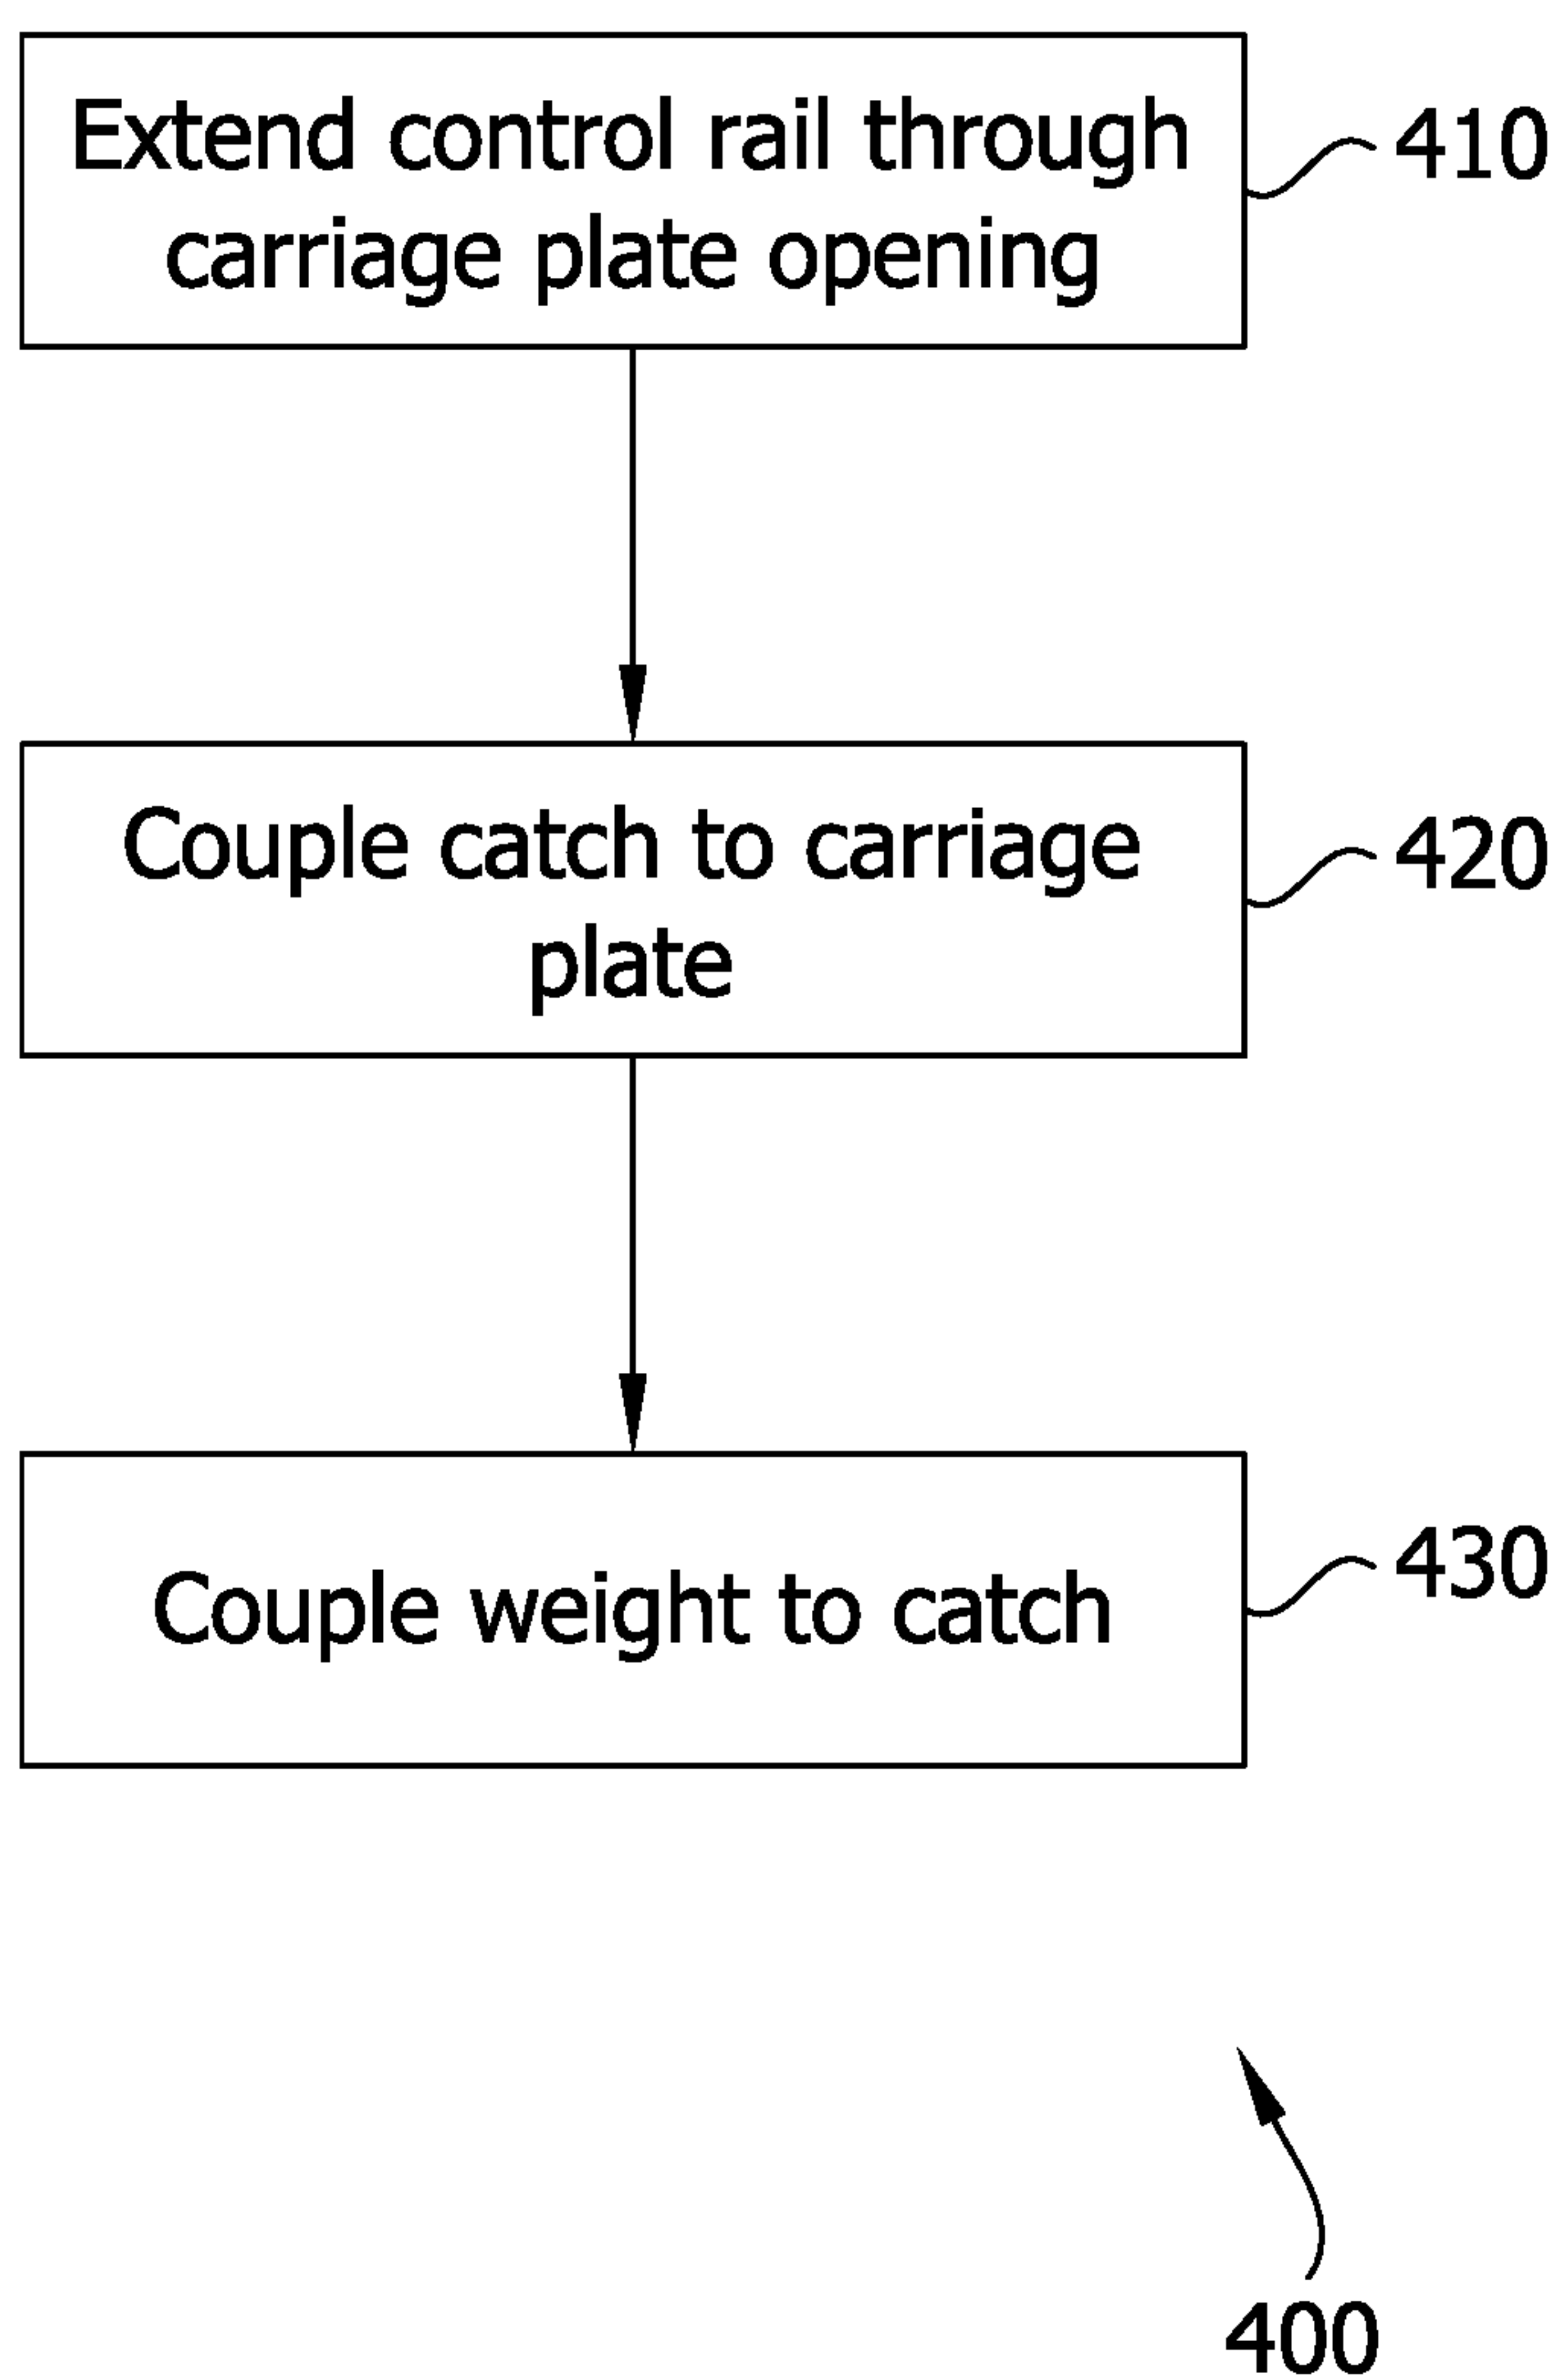 Extend control rail through
carriage plate opening
410
Couple catch to carriage
plate
420
Couple weight to catch
430
400